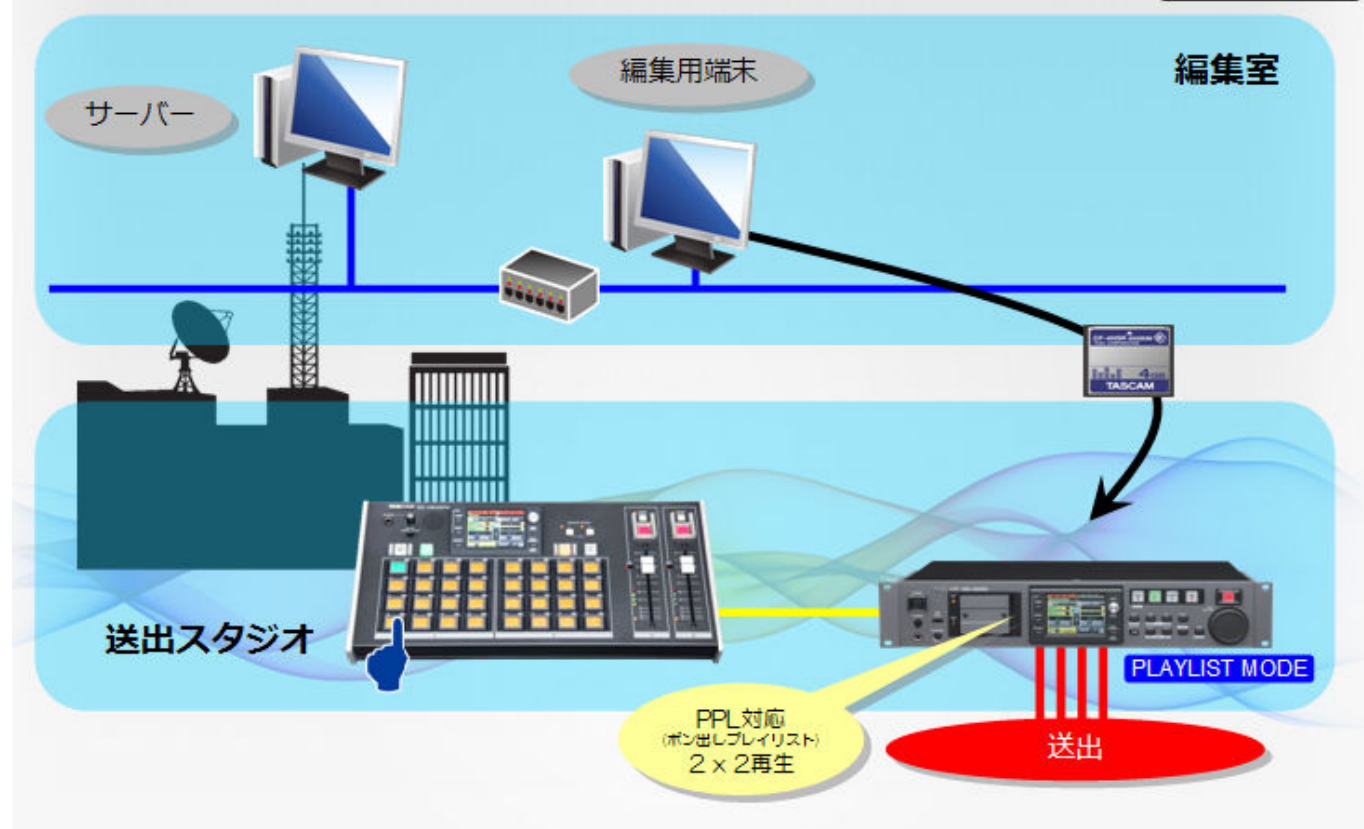 編集室
サーバー
編集用端末
4GB
TASCAM
送出スタジオ
PLAYLIST MODE
PPL対応
(ポン出しプレイリスト)
2 x 2再生
送出